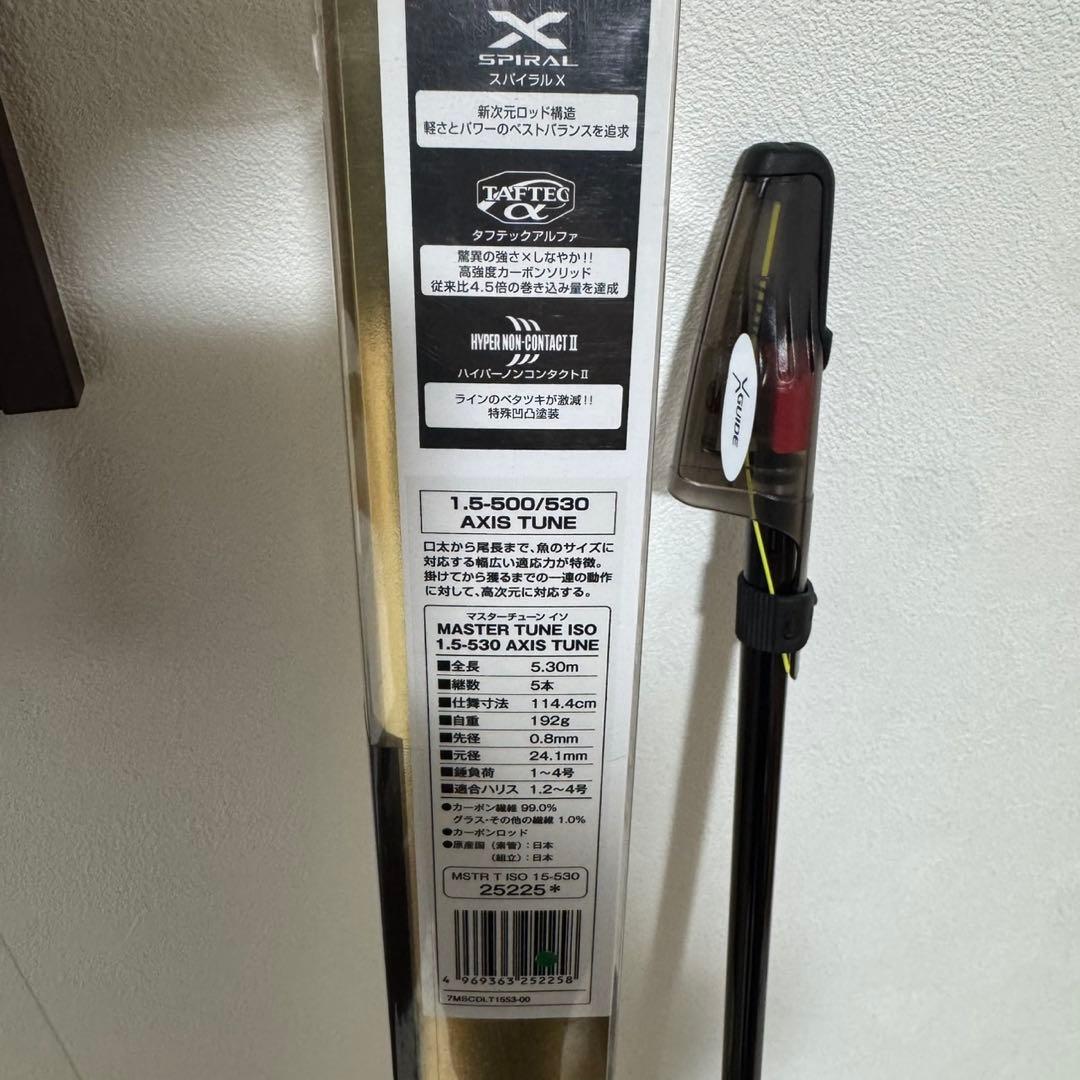 X
SPIRAL
スパイラルX
新次元ロッド構造
軽さとパワーのベストバランスを追求
TAFTEC
α
タフテックアルファ
驚異の強さ×しなやか!!
高強度カーボンソリッド
従来比4.5倍の巻き込み量を達成
HYPER NON-CONTACT II
ハイパーノンコンタクトII
ラインのベタツキが激減!!
特殊凹凸塗装
1.5-500/530
AXIS TUNE
口太から尾長まで、魚のサイズに
対応する幅広い適応力が特徴。
掛けてから獲るまでの一連の動作
に対して、高次元に対応する。
マスターチューン イソ
MASTER TUNE ISO
1.5-530 AXIS TUNE
■全長 5.30m
■継数 5本
■仕舞寸法 114.4cm
■自重 192g
■先径 0.8mm
■元径 24.1mm
■錘負荷 1~4号
■適合ハリス 1.2~4号
●カーボン繊維 99.0%
グラス・その他の繊維 1.0%
●カーボンロッド
●原産国(素管):日本
(組立):日本
MSTR T ISO 15-530
25225*
4 969363 252258
7MSCDLT1553-00
X GUIDE